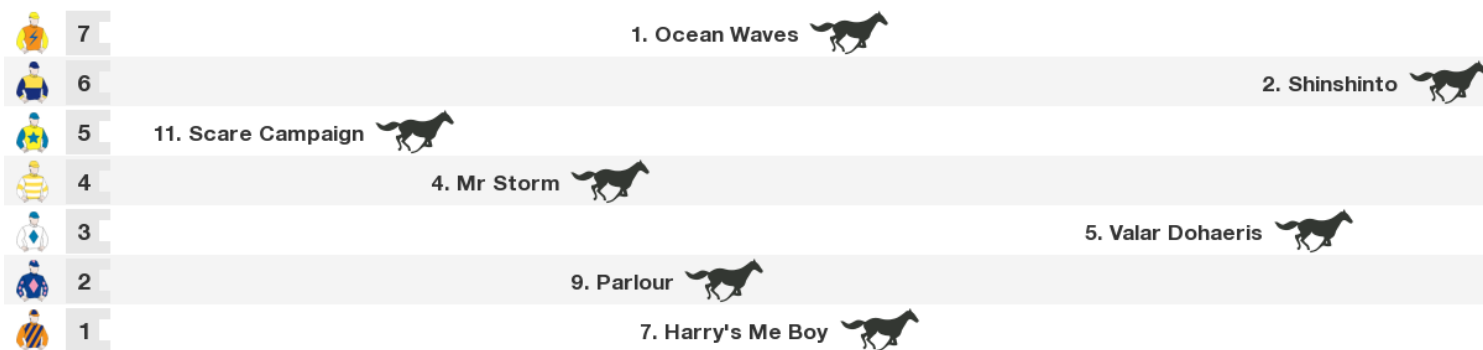 7 1. Ocean Waves
6 2. Shinshinto
5 11. Scare Campaign
4 4. Mr Storm
3 5. Valar Dohaeris
2 9. Parlour
1 7. Harry's Me Boy